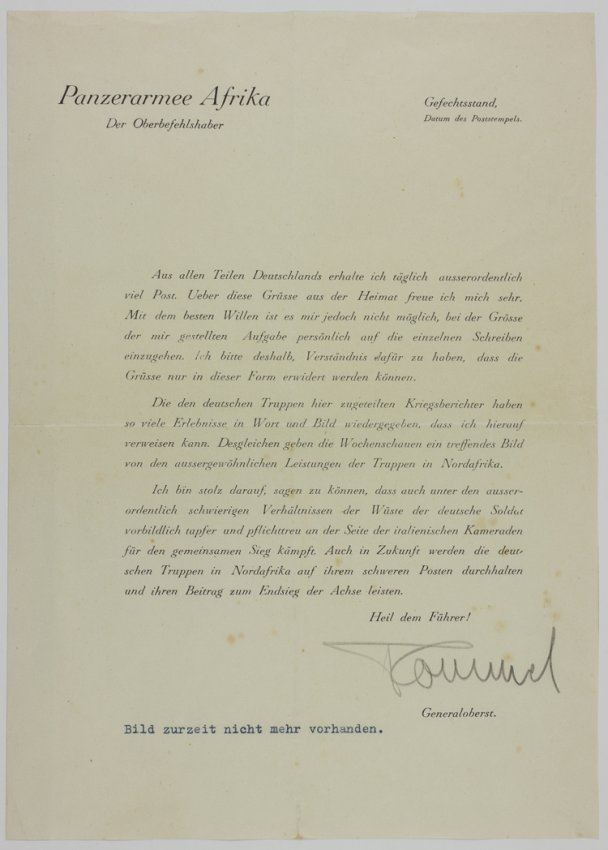 Panzerarmee Afrika
Der Oberbefehlshaber
Gefechtsstand,
Datum des Poststempels.
Aus allen Teilen Deutschlands erhalte ich täglich ausserordentlich
viel Post. Ueber diese Grüsse aus der Heimat freue ich mich sehr.
Mit dem besten Willen ist es mir jedoch nicht möglich, bei der Grösse
der mir gestellten Aufgabe persönlich auf die einzelnen Schreiben
einzugehen. Ich bitte deshalb, Verständnis dafür zu haben, dass die
Grüsse nur in dieser Form erwidert werden können.
Die den deutschen Truppen hier zugeteilten Kriegsberichter haben
so viele Erlebnisse in Wort und Bild wiedergegeben, dass ich hierauf
verweisen kann. Desgleichen geben die Wochenschauen ein treffendes Bild
von den aussergewöhnlichen Leistungen der Truppen in Nordafrika.
Ich bin stolz darauf, sagen zu können, dass auch unter den ausser-
ordentlich schwierigen Verhältnissen der Wüste der deutsche Soldat
vorbildlich tapfer und pflichttreu an der Seite der italienischen Kameraden
für den gemeinsamen Sieg kämpft. Auch in Zukunft werden die deut-
schen Truppen in Nordafrika auf ihrem schweren Posten durchhalten
und ihren Beitrag zum Endsieg der Achse leisten.
Heil dem Führer!
Rommel
Generaloberst.
Bild zurzeit nicht mehr vorhanden.